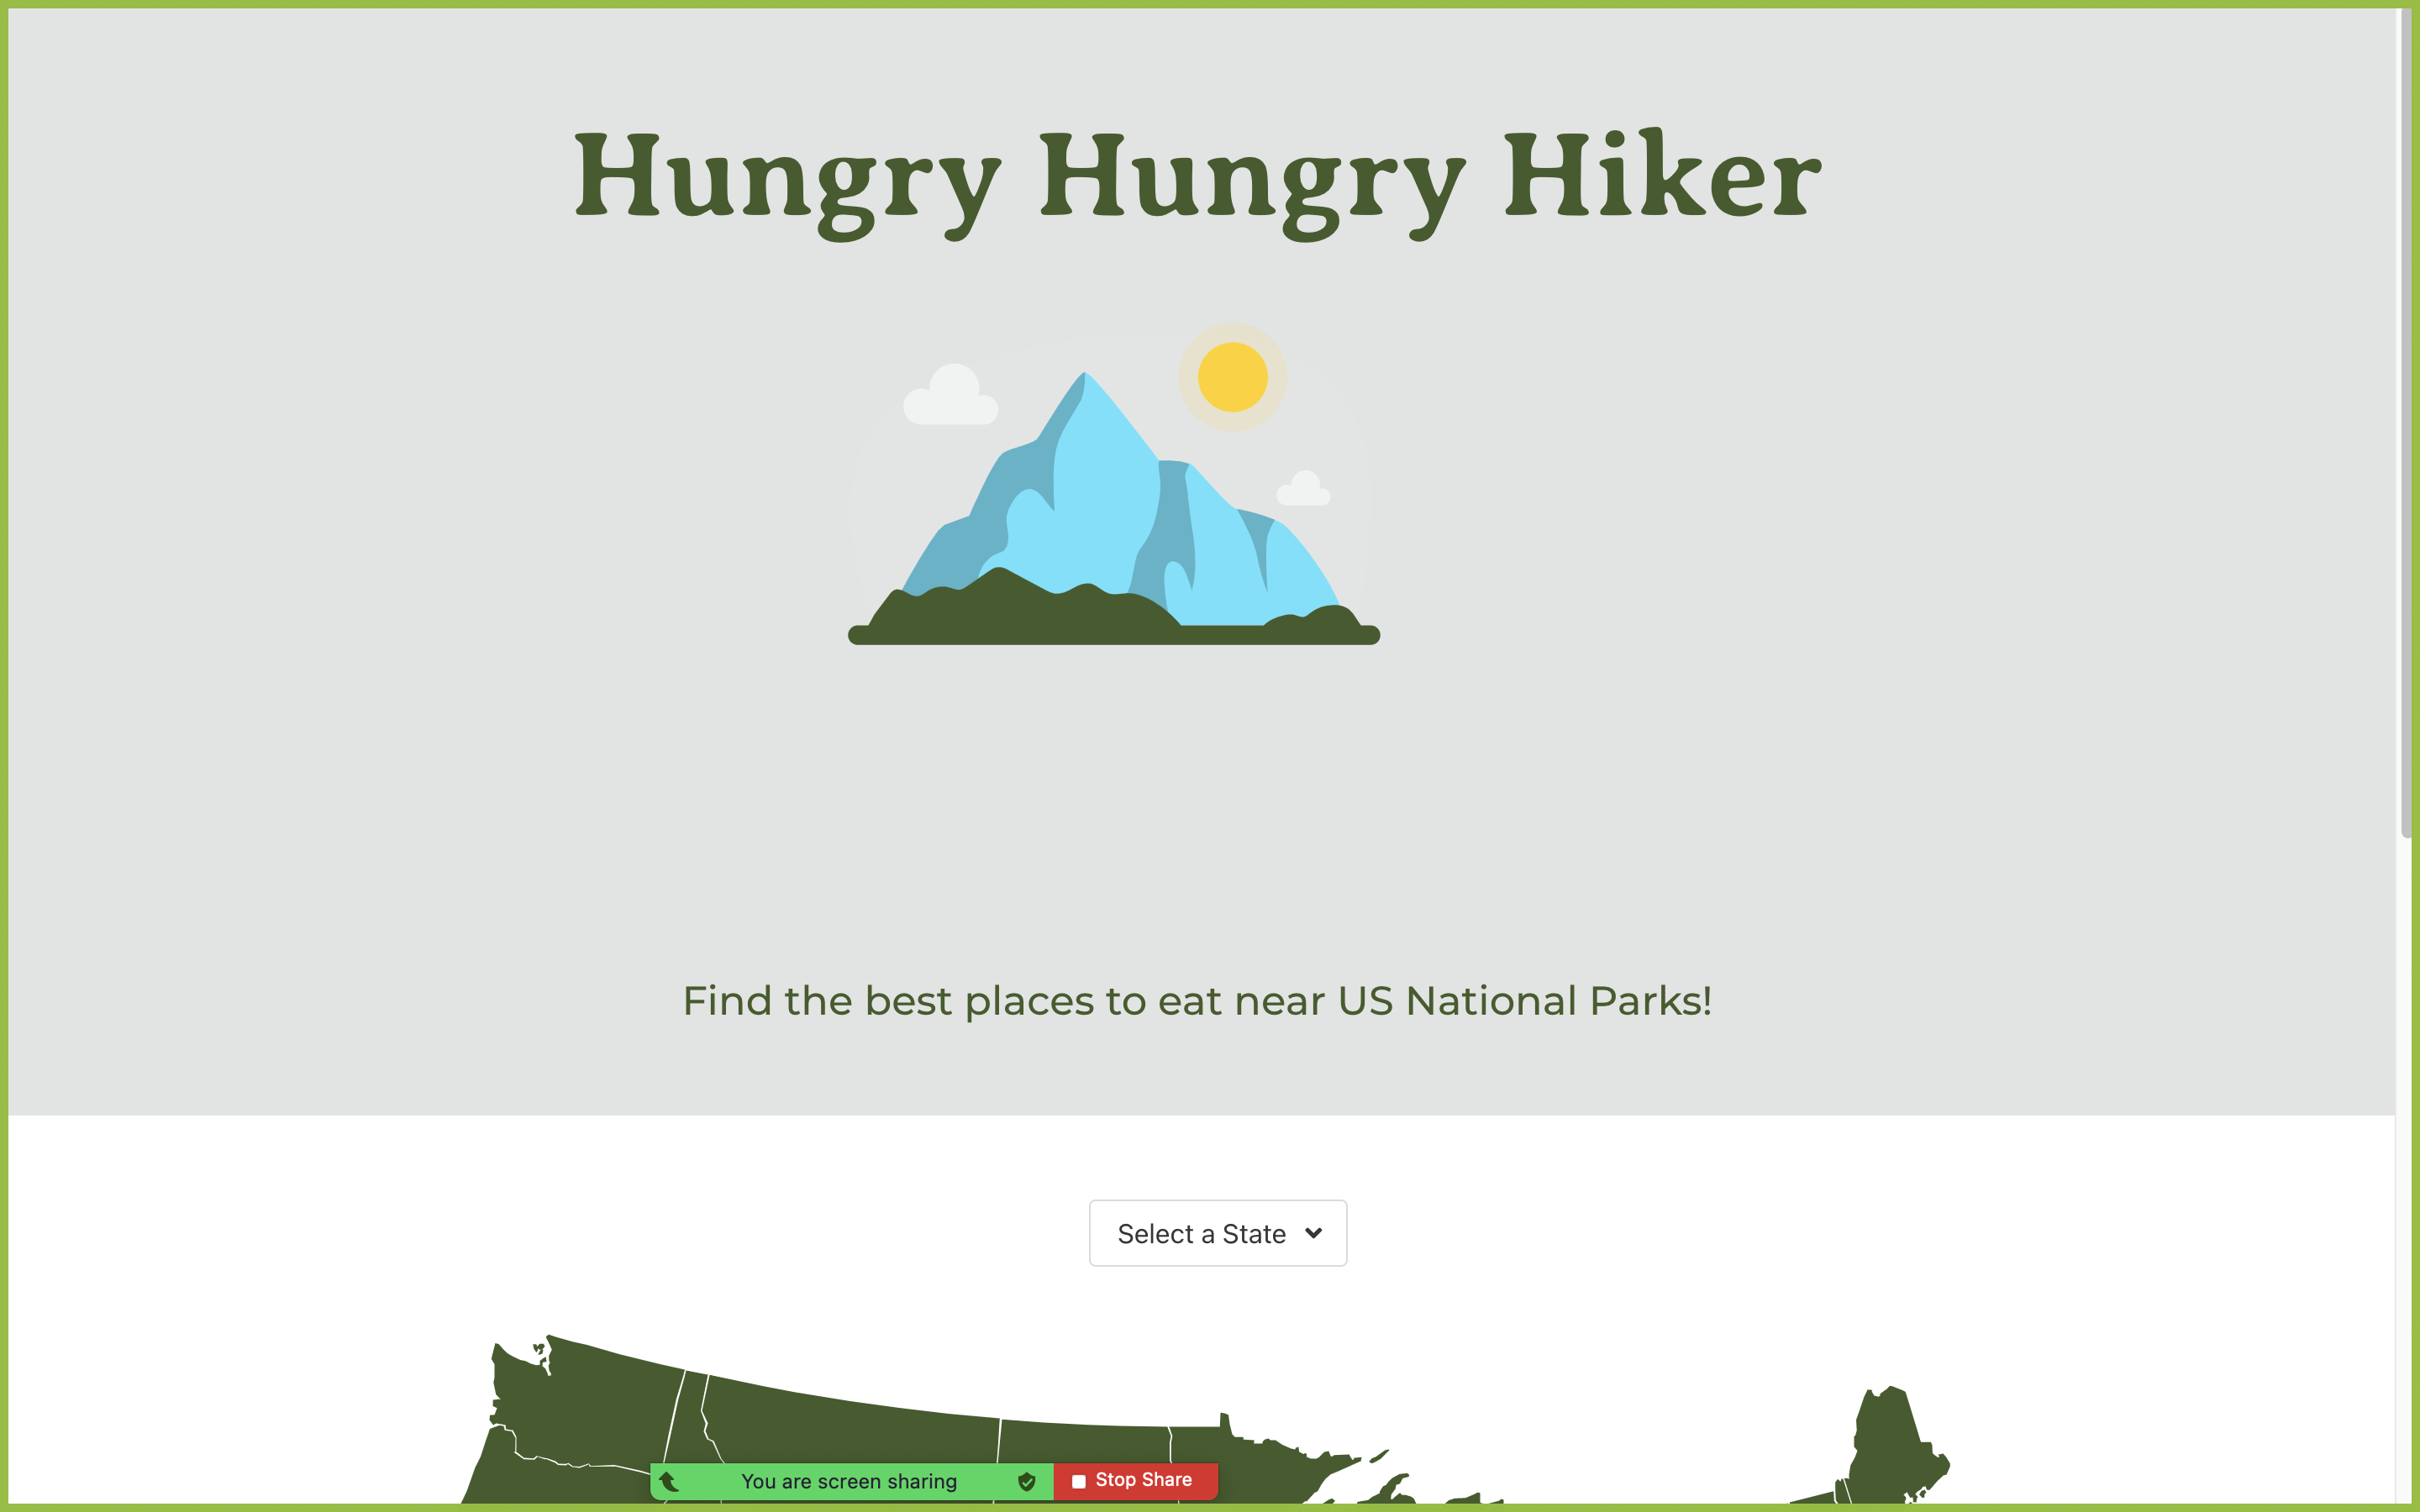 Hungry Hungry Hiker
Find the best places to eat near US National Parks!
Select a State
You are screen sharing
Stop Share